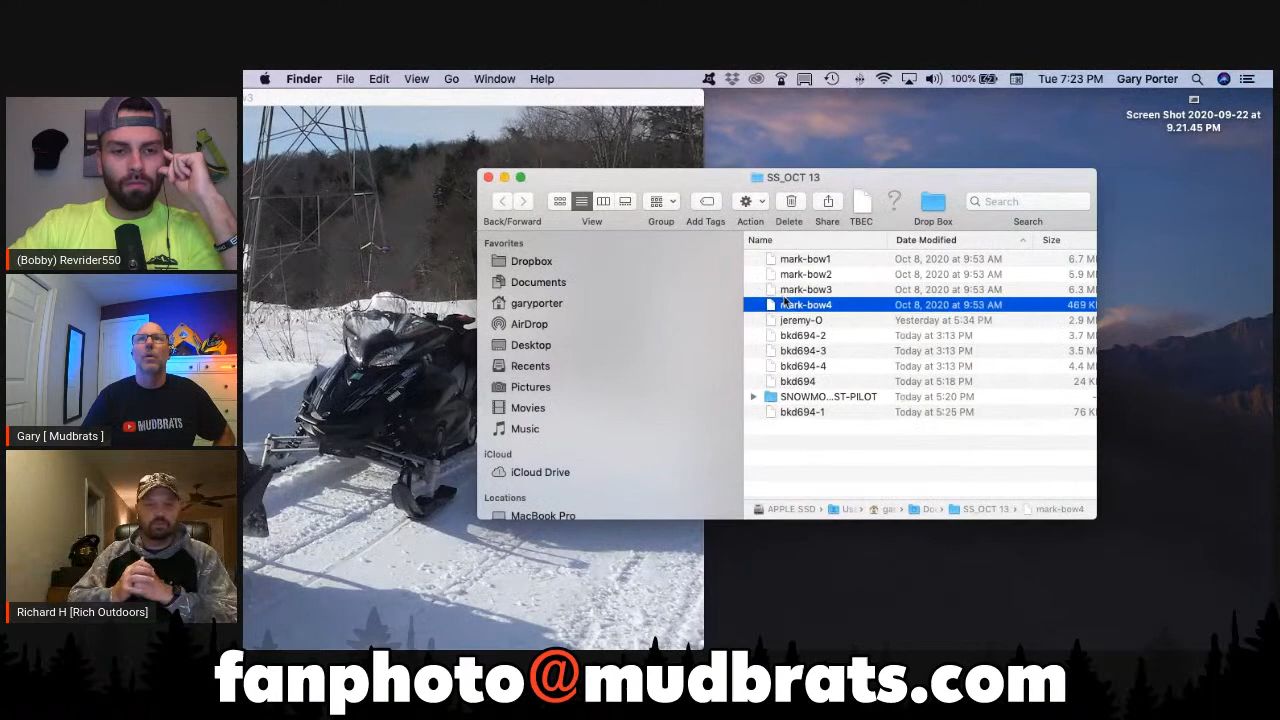 Finder File Edit View Go Window Help 100% Tue 7:23 PM Gary Porter
Screen Shot 2020-09-22 at
9.21.45 PM
SS_OCT 13
Search
Back/Forward View Group Add Tags Action Delete Share TBEC Drop Box Search
Favorites
Dropbox
Documents
garyporter
AirDrop
Desktop
Recents
Pictures
Movies
Music
iCloud
iCloud Drive
Locations
MacBook Pro
Name Date Modified Size
mark-bow1 Oct 8, 2020 at 9:53 AM 6.7
mark-bow2 Oct 8, 2020 at 9:53 AM 5.9
mark-bow3 Oct 8, 2020 at 9:53 AM 6.3
mark-bow4 Oct 8, 2020 at 9:53 AM 469
jeremy-O Yesterday at 5:34 PM 2.9
bkd694-2 Today at 3:13 PM 3.7
bkd694-3 Today at 3:13 PM 3.5
bkd694-4 Today at 3:13 PM 4.4
bkd694 Today at 5:18 PM 24
SNOWMO...ST-PILOT Today at 5:20 PM -
bkd694-1 Today at 5:25 PM 76
APPLE SSD › Us › ga › Do › SS_OCT 13 › mark-bow4
(Bobby) Revrider550
MUDBRATS
Gary [ Mudbrats ]
Richard H [Rich Outdoors]
fanphoto@mudbrats.com